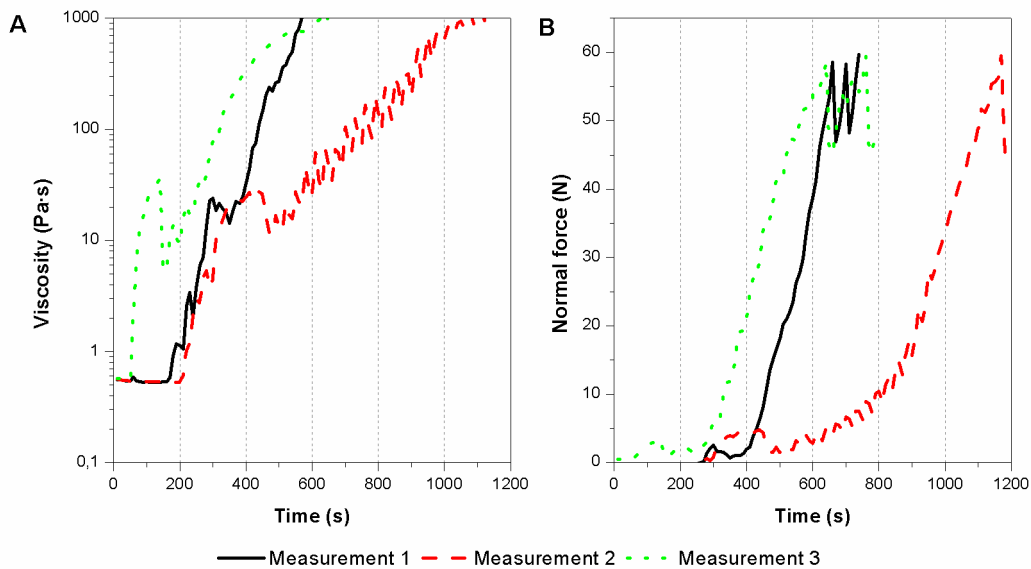 A
1000
100
10
1
0,1
Viscosity (Pa·s)
0 200 400 600 800 1000 1200
Time (s)
B
60
50
40
30
20
10
0
Normal force (N)
0 200 400 600 800 1000 1200
Time (s)
Measurement 1 Measurement 2 Measurement 3